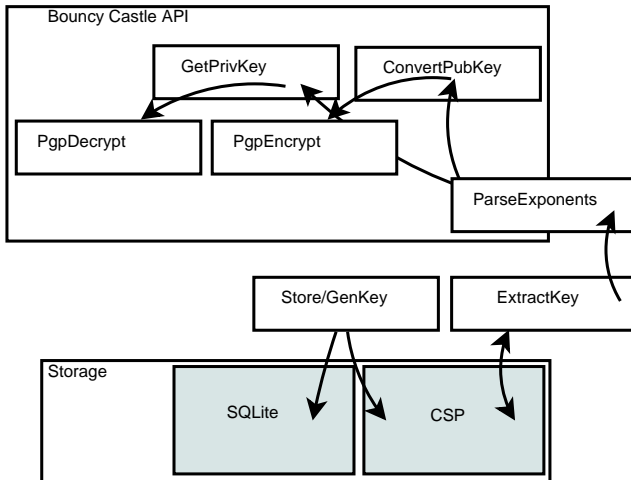 Bouncy Castle API
GetPrivKey
ConvertPubKey
PgpDecrypt
PgpEncrypt
ParseExponents
Store/GenKey
ExtractKey
Storage
SQLite
CSP